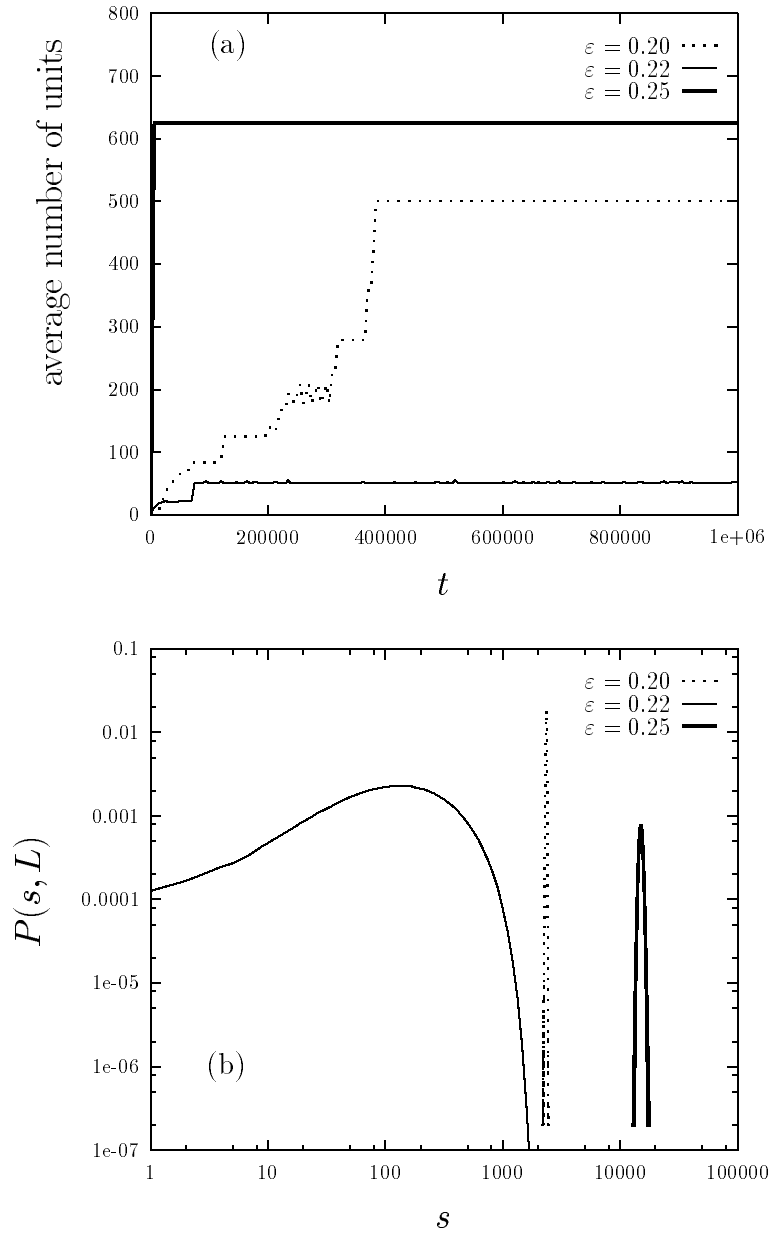 800
(a)
ε = 0.20
700
ε = 0.22
ε = 0.25
600
500
400
300
200
100
0
average number of units
0 200000 400000 600000 800000 1e+06
t
0.1
ε = 0.20
ε = 0.22
0.01
ε = 0.25
0.001
0.0001
1e-05
1e-06
(b)
1e-07
P(s, L)
1 10 100 1000 10000 100000
s